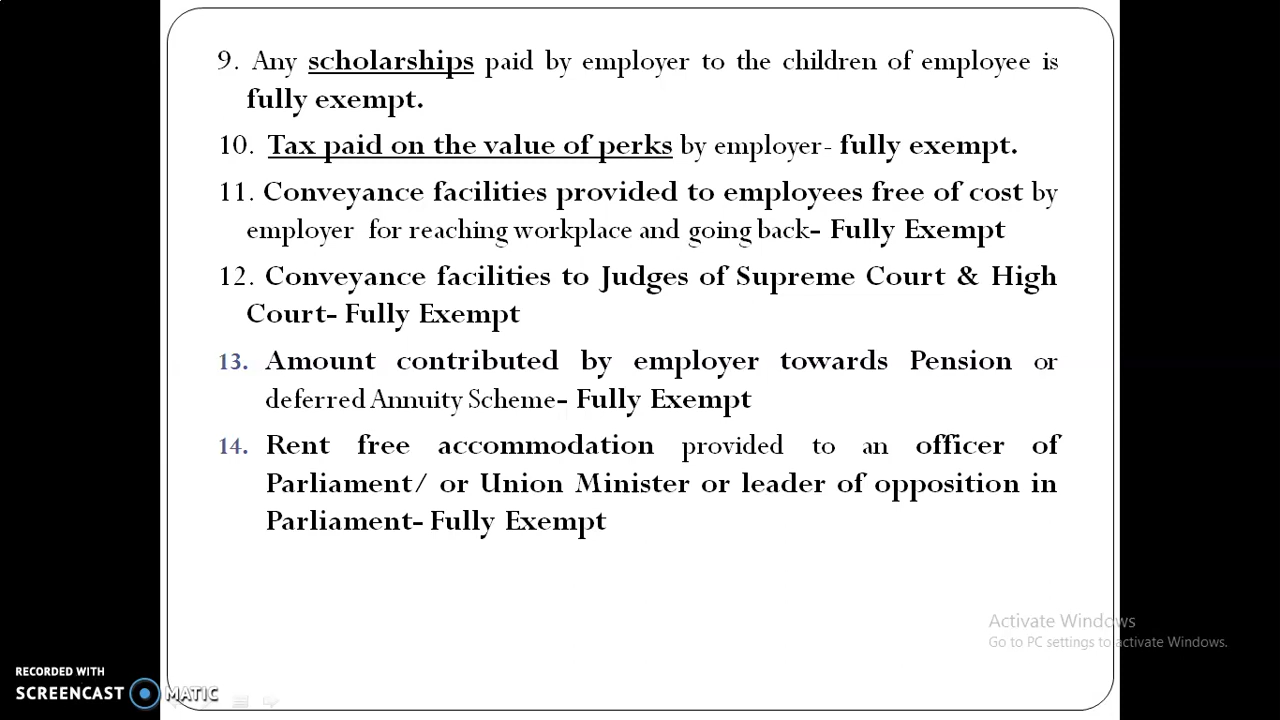 9. Any scholarships paid by employer to the children of employee is
fully exempt.
10. Tax paid on the value of perks by employer- fully exempt.
11. Conveyance facilities provided to employees free of cost by
employer for reaching workplace and going back- Fully Exempt
12. Conveyance facilities to Judges of Supreme Court & High
Court- Fully Exempt
13. Amount contributed by employer towards Pension or
deferred Annuity Scheme- Fully Exempt
14. Rent free accommodation provided to an officer of
Parliament/ or Union Minister or leader of opposition in
Parliament- Fully Exempt
Activate Windows
Go to PC settings to activate Windows.
RECORDED WITH
SCREENCAST MATIC